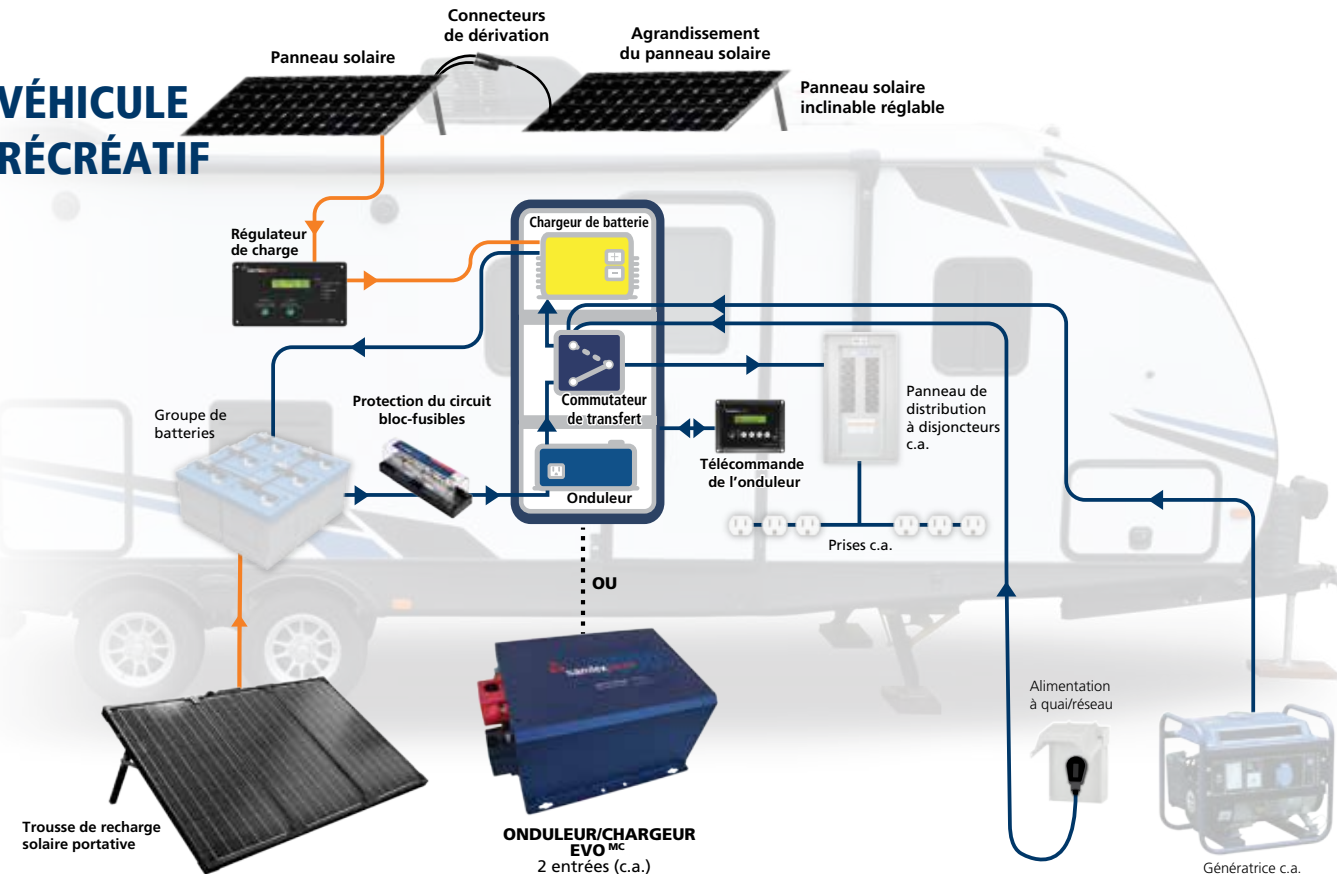 Connecteurs
de dérivation
Panneau solaire
Agrandissement
du panneau solaire
Panneau solaire
inclinable réglable
VÉHICULE
RÉCRÉATIF
Régulateur
de charge
Chargeur de batterie
Groupe de
batteries
Protection du circuit
bloc-fusibles
Commutateur
de transfert
Onduleur
Télécommande
de l'onduleur
Panneau de
distribution
à disjoncteurs
c.a.
Prises c.a.
OU
samlex
Alimentation
à quai/réseau
Trousse de recharge
solaire portative
ONDULEUR/CHARGEUR
EVO MC
2 entrées (c.a.)
Génératrice c.a.